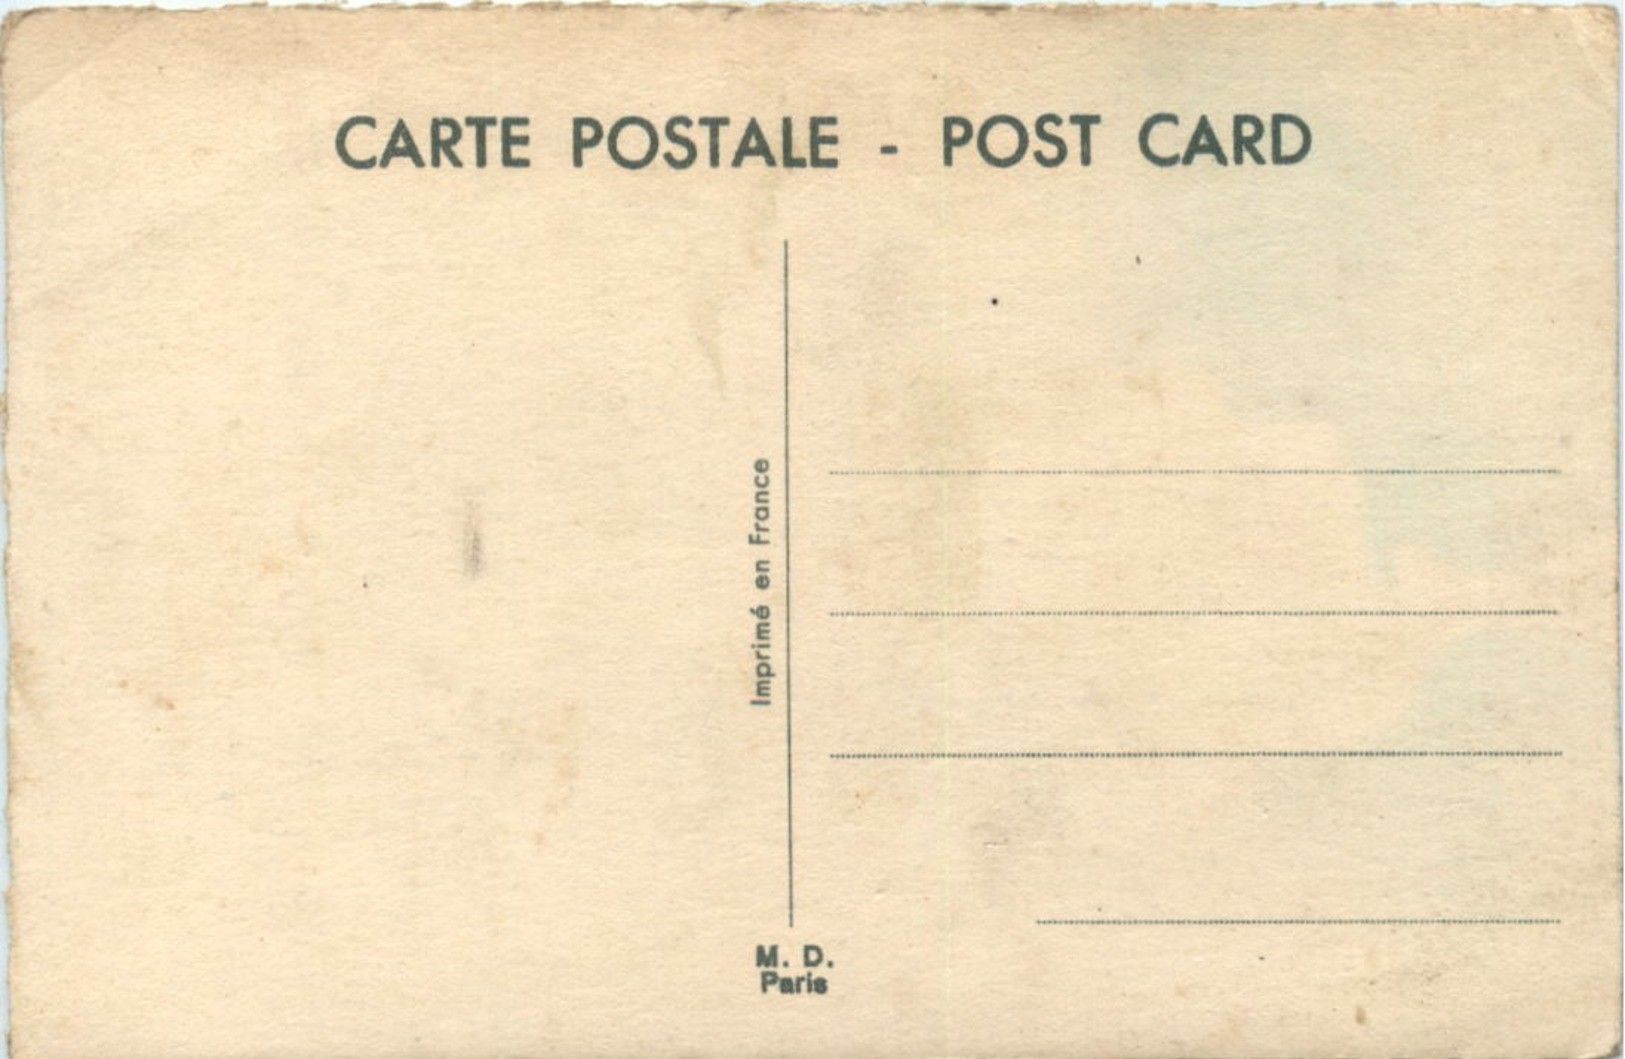 CARTE POSTALE - POST CARD
Imprimé en France
M. D.
Paris